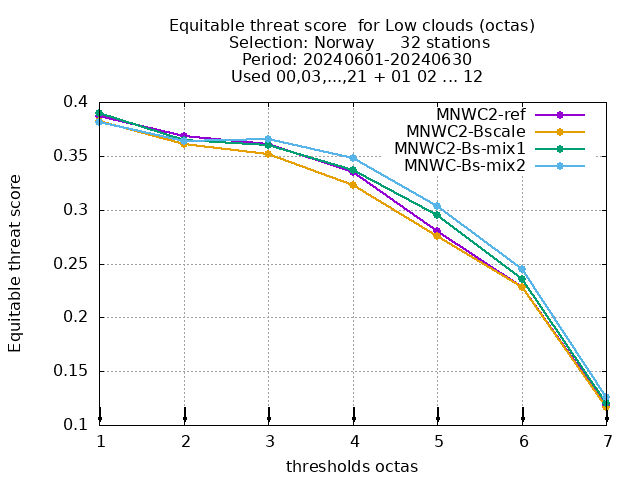 Equitable threat score  for Low clouds (octas)
Selection: Norway     32 stations
Period: 20240601-20240630
Used 00,03,...,21 + 01 02 ... 12
MNWC2-ref
MNWC2-Bscale
MNWC2-Bs-mix1
MNWC-Bs-mix2
Equitable threat score
0.4
0.35
0.3
0.25
0.2
0.15
0.1
1 2 3 4 5 6 7
thresholds octas